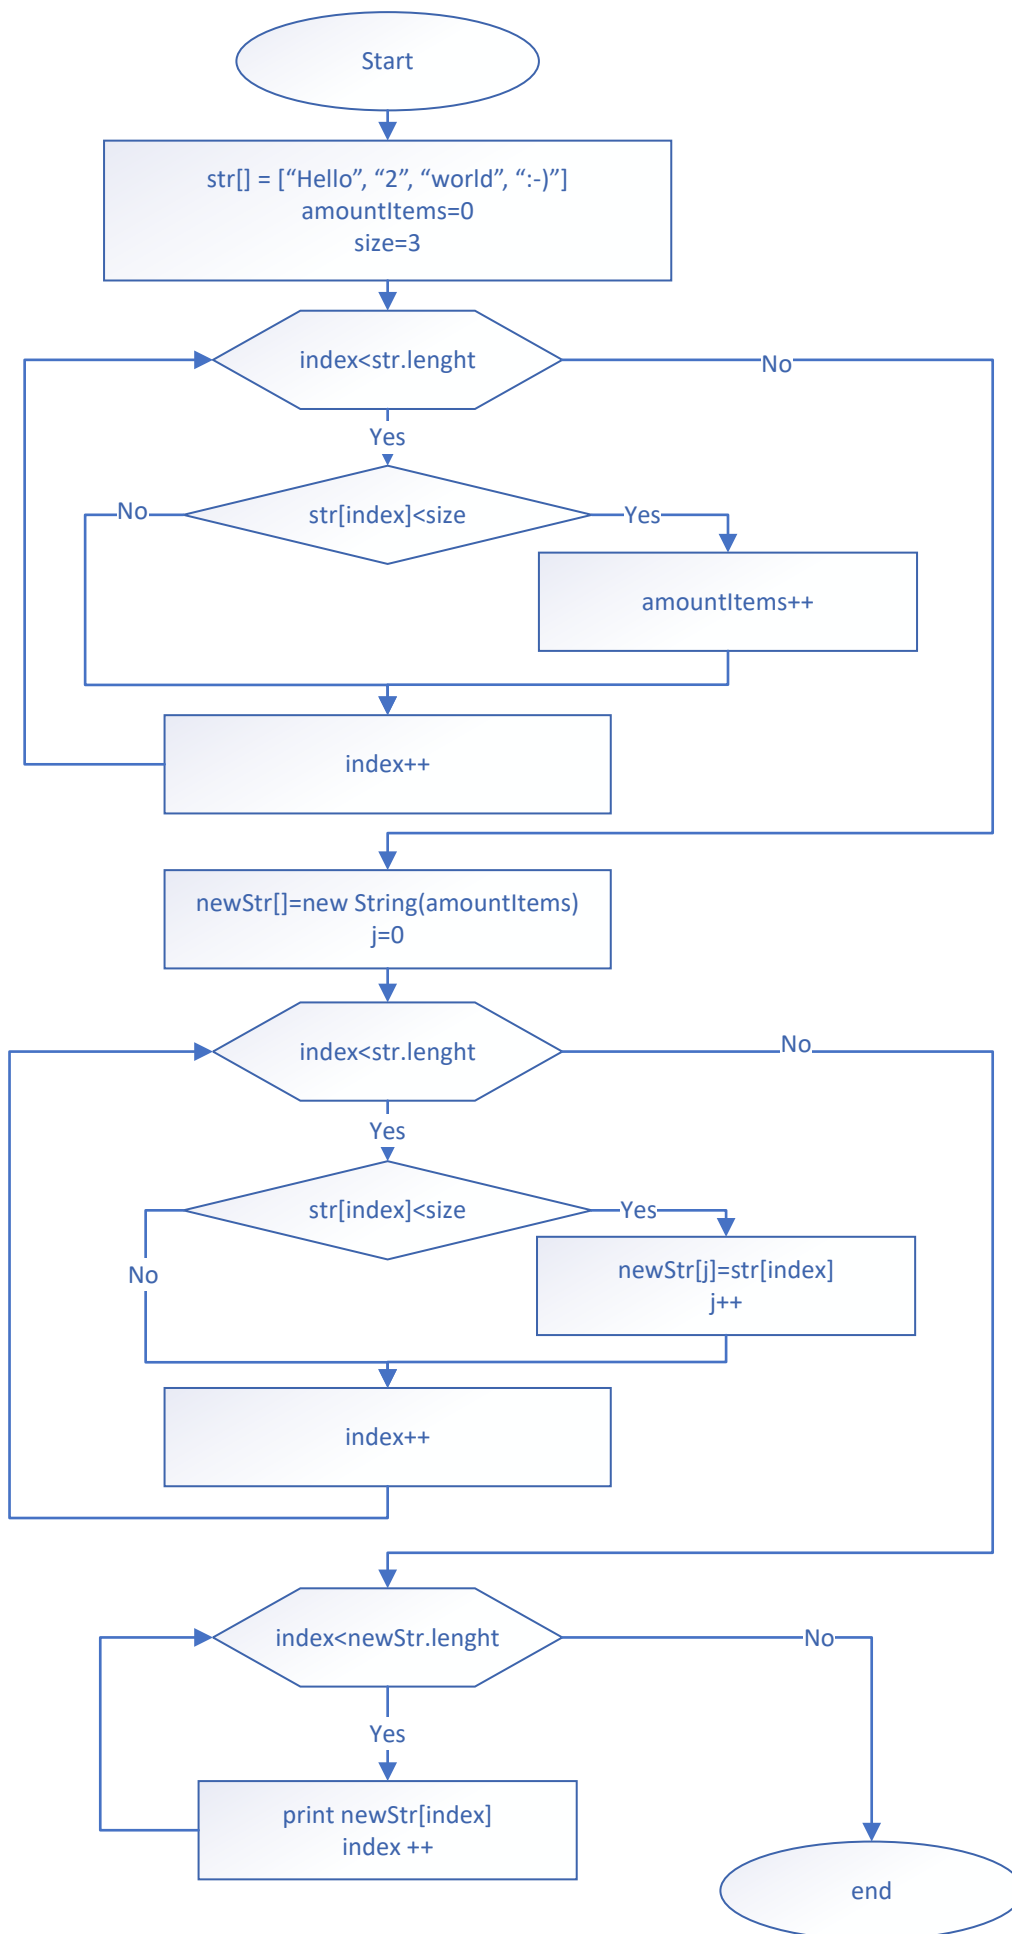 Start
str[] = [“Hello”, “2”, “world”, “:-)”]
amountItems=0
size=3
index<str.lenght
No
Yes
str[index]<size
No
Yes
amountItems++
index++
newStr[]=new String(amountItems)
j=0
index<str.lenght
No
Yes
str[index]<size
Yes
No
newStr[j]=str[index]
j++
index++
index<newStr.lenght
No
Yes
print newStr[index]
index ++
end